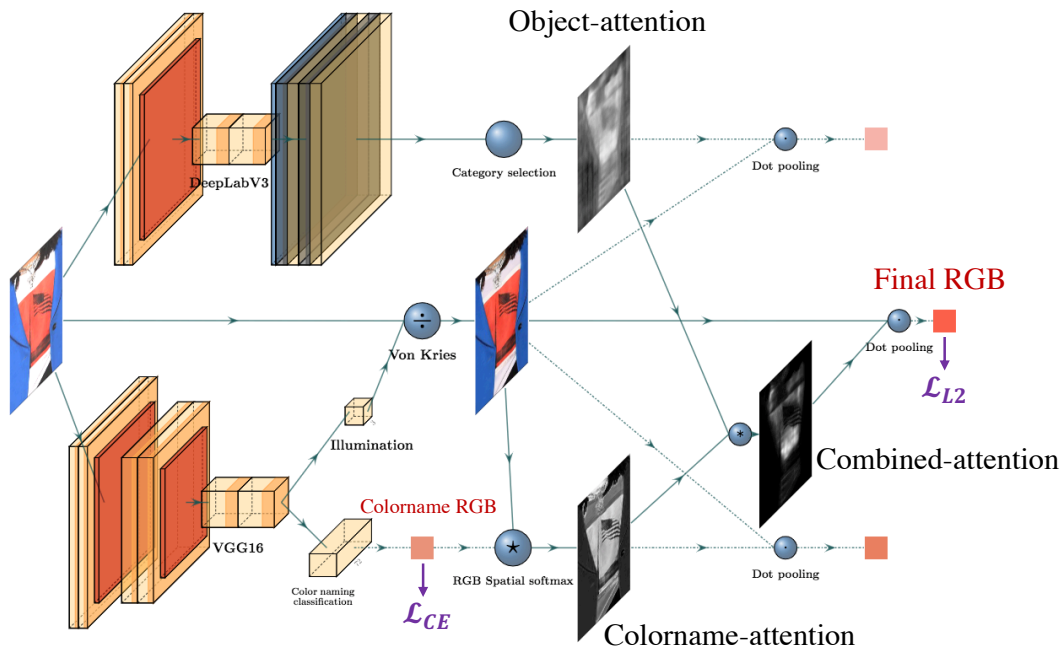 Object-attention
DeepLabV3
Category selection
Dot pooling
Final RGB
÷
Von Kries
Dot pooling
ℒL2
Illumination
*
Combined-attention
Colorname RGB
VGG16
Color naming
classification
★
RGB Spatial softmax
Dot pooling
ℒCE
Colorname-attention